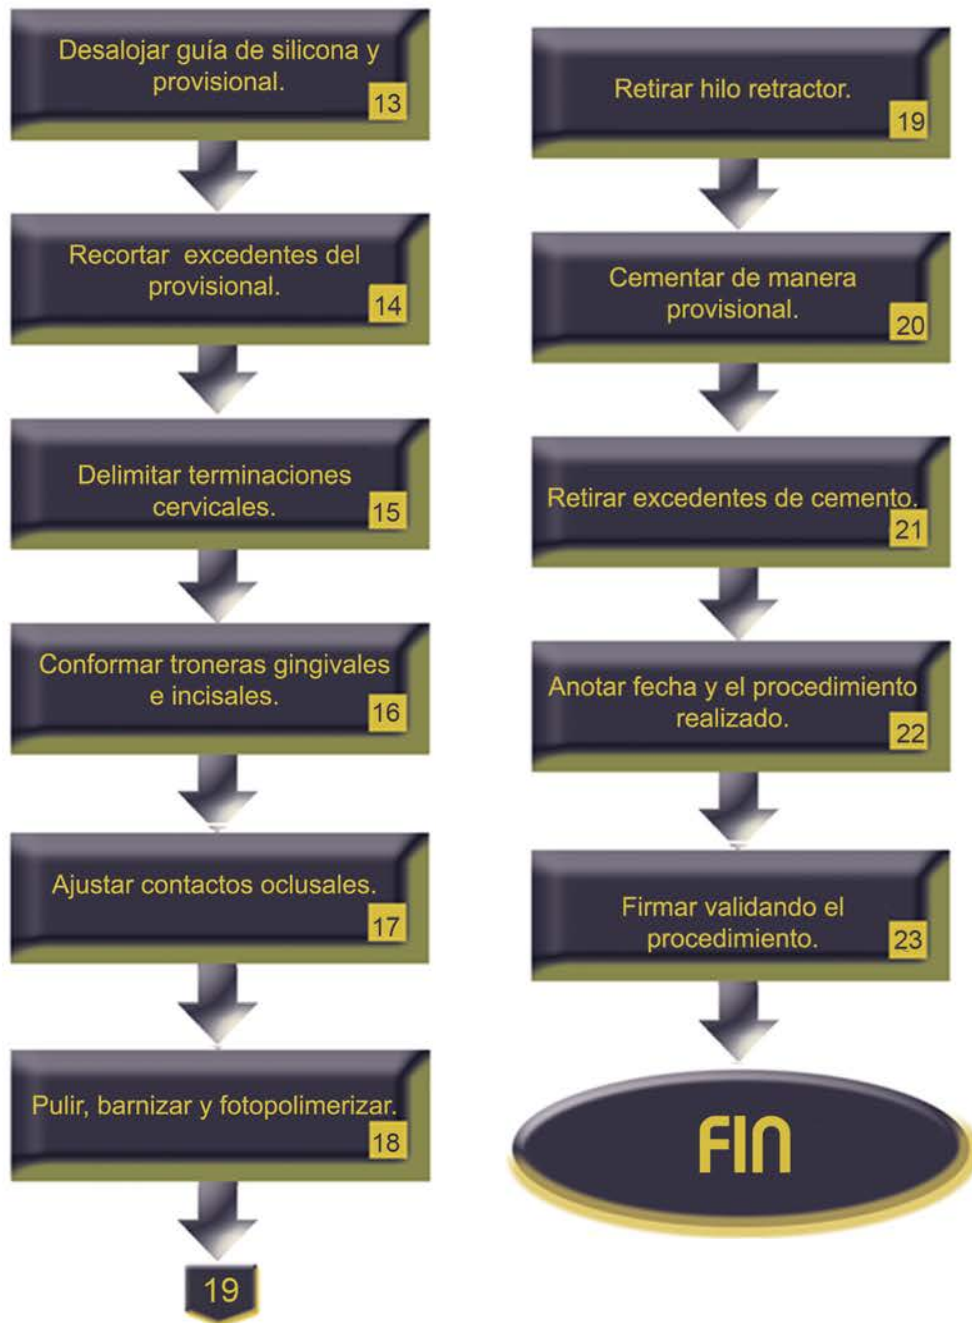 Desalojar guía de silicona y
provisional.
13
Recortar excedentes del
provisional.
14
Delimitar terminaciones
cervicales.
15
Conformar troneras gingivales
e incisales.
16
Ajustar contactos oclusales.
17
Pulir, barnizar y fotopolimerizar.
18
19
Retirar hilo retractor.
19
Cementar de manera
provisional.
20
Retirar excedentes de cemento.
21
Anotar fecha y el procedimiento
realizado.
22
Firmar validando el
procedimiento.
23
FIN